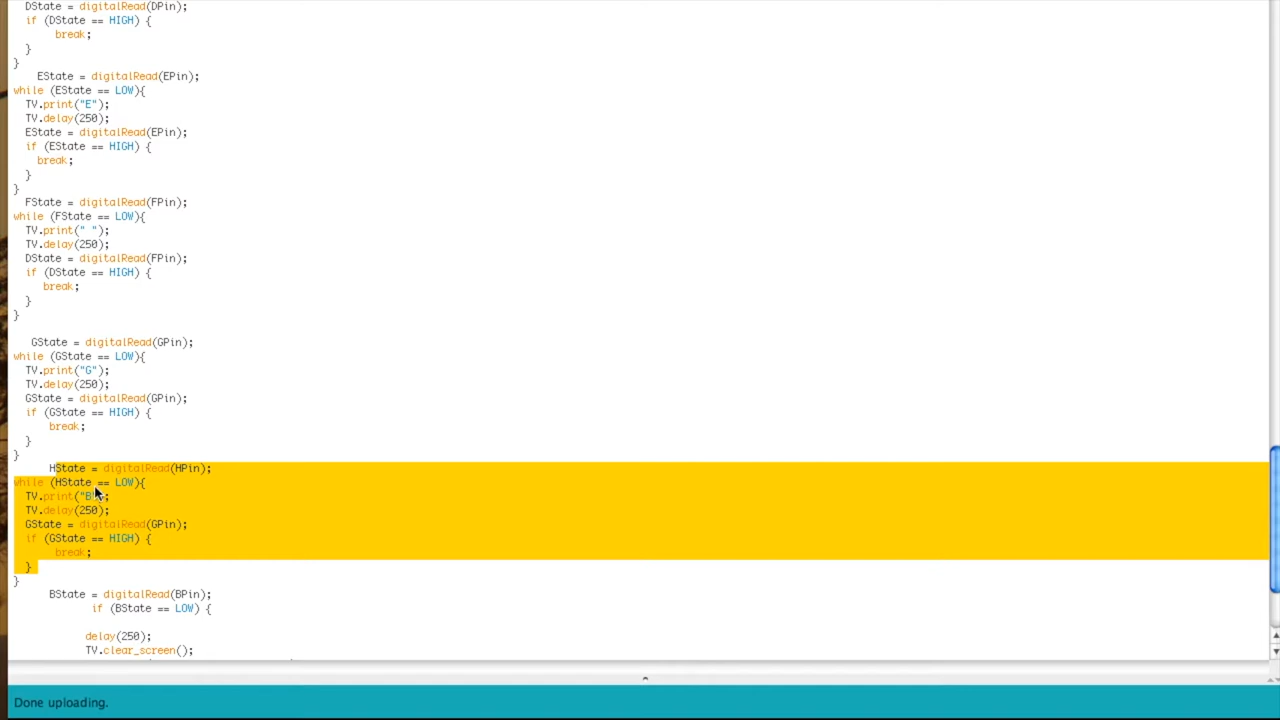 DState = digitalRead(DPin);
if (DState == HIGH) {
break;
}
}
EState = digitalRead(EPin);
while (EState == LOW){
TV.print("E");
TV.delay(250);
EState = digitalRead(EPin);
if (EState == HIGH) {
break;
}
}
FState = digitalRead(FPin);
while (FState == LOW){
TV.print(" ");
TV.delay(250);
DState = digitalRead(FPin);
if (DState == HIGH) {
break;
}
}
GState = digitalRead(GPin);
while (GState == LOW){
TV.print("G");
TV.delay(250);
GState = digitalRead(GPin);
if (GState == HIGH) {
break;
}
}
HState = digitalRead(HPin);
while (HState == LOW){
TV.print("B");
TV.delay(250);
GState = digitalRead(GPin);
if (GState == HIGH) {
break;
}
}
BState = digitalRead(BPin);
if (BState == LOW) {
delay(250);
TV.clear_screen();
Done uploading.